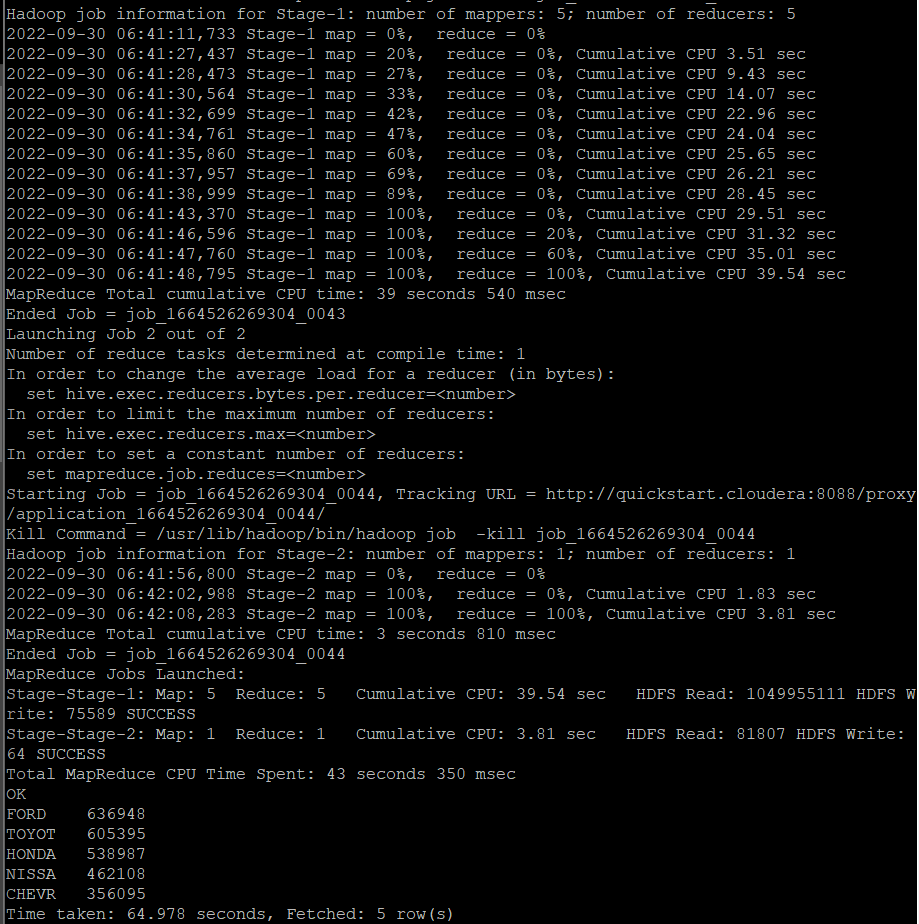 Hadoop job information for Stage-1: number of mappers: 5; number of reducers: 5
2022-09-30 06:41:11,733 Stage-1 map = 0%,  reduce = 0%
2022-09-30 06:41:27,437 Stage-1 map = 20%,  reduce = 0%, Cumulative CPU 3.51 sec
2022-09-30 06:41:28,473 Stage-1 map = 27%,  reduce = 0%, Cumulative CPU 9.43 sec
2022-09-30 06:41:30,564 Stage-1 map = 33%,  reduce = 0%, Cumulative CPU 14.07 sec
2022-09-30 06:41:32,699 Stage-1 map = 42%,  reduce = 0%, Cumulative CPU 22.96 sec
2022-09-30 06:41:34,761 Stage-1 map = 47%,  reduce = 0%, Cumulative CPU 24.04 sec
2022-09-30 06:41:35,860 Stage-1 map = 60%,  reduce = 0%, Cumulative CPU 25.65 sec
2022-09-30 06:41:37,957 Stage-1 map = 69%,  reduce = 0%, Cumulative CPU 26.21 sec
2022-09-30 06:41:38,999 Stage-1 map = 89%,  reduce = 0%, Cumulative CPU 28.45 sec
2022-09-30 06:41:43,370 Stage-1 map = 100%,  reduce = 0%, Cumulative CPU 29.51 sec
2022-09-30 06:41:46,596 Stage-1 map = 100%,  reduce = 20%, Cumulative CPU 31.32 sec
2022-09-30 06:41:47,760 Stage-1 map = 100%,  reduce = 60%, Cumulative CPU 35.01 sec
2022-09-30 06:41:48,795 Stage-1 map = 100%,  reduce = 100%, Cumulative CPU 39.54 sec
MapReduce Total cumulative CPU time: 39 seconds 540 msec
Ended Job = job_1664526269304_0043
Launching Job 2 out of 2
Number of reduce tasks determined at compile time: 1
In order to change the average load for a reducer (in bytes):
  set hive.exec.reducers.bytes.per.reducer=<number>
In order to limit the maximum number of reducers:
  set hive.exec.reducers.max=<number>
In order to set a constant number of reducers:
  set mapreduce.job.reduces=<number>
Starting Job = job_1664526269304_0044, Tracking URL = http://quickstart.cloudera:8088/proxy
/application_1664526269304_0044/
Kill Command = /usr/lib/hadoop/bin/hadoop job  -kill job_1664526269304_0044
Hadoop job information for Stage-2: number of mappers: 1; number of reducers: 1
2022-09-30 06:41:56,800 Stage-2 map = 0%,  reduce = 0%
2022-09-30 06:42:02,988 Stage-2 map = 100%,  reduce = 0%, Cumulative CPU 1.83 sec
2022-09-30 06:42:08,283 Stage-2 map = 100%,  reduce = 100%, Cumulative CPU 3.81 sec
MapReduce Total cumulative CPU time: 3 seconds 810 msec
Ended Job = job_1664526269304_0044
MapReduce Jobs Launched:
Stage-Stage-1: Map: 5  Reduce: 5   Cumulative CPU: 39.54 sec   HDFS Read: 1049955111 HDFS W
rite: 75589 SUCCESS
Stage-Stage-2: Map: 1  Reduce: 1   Cumulative CPU: 3.81 sec   HDFS Read: 81807 HDFS Write:
64 SUCCESS
Total MapReduce CPU Time Spent: 43 seconds 350 msec
OK
FORD    636948
TOYOT   605395
HONDA   538987
NISSA   462108
CHEVR   356095
Time taken: 64.978 seconds, Fetched: 5 row(s)